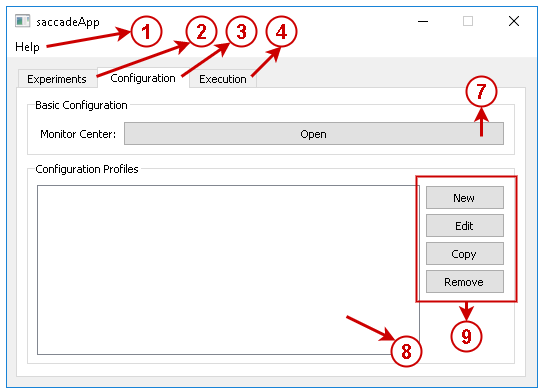 saccadeApp
Help
1
2
3
4
Experiments
Configuration
Execution
Basic Configuration
7
Monitor Center:
Open
Configuration Profiles
New
Edit
Copy
Remove
8
9